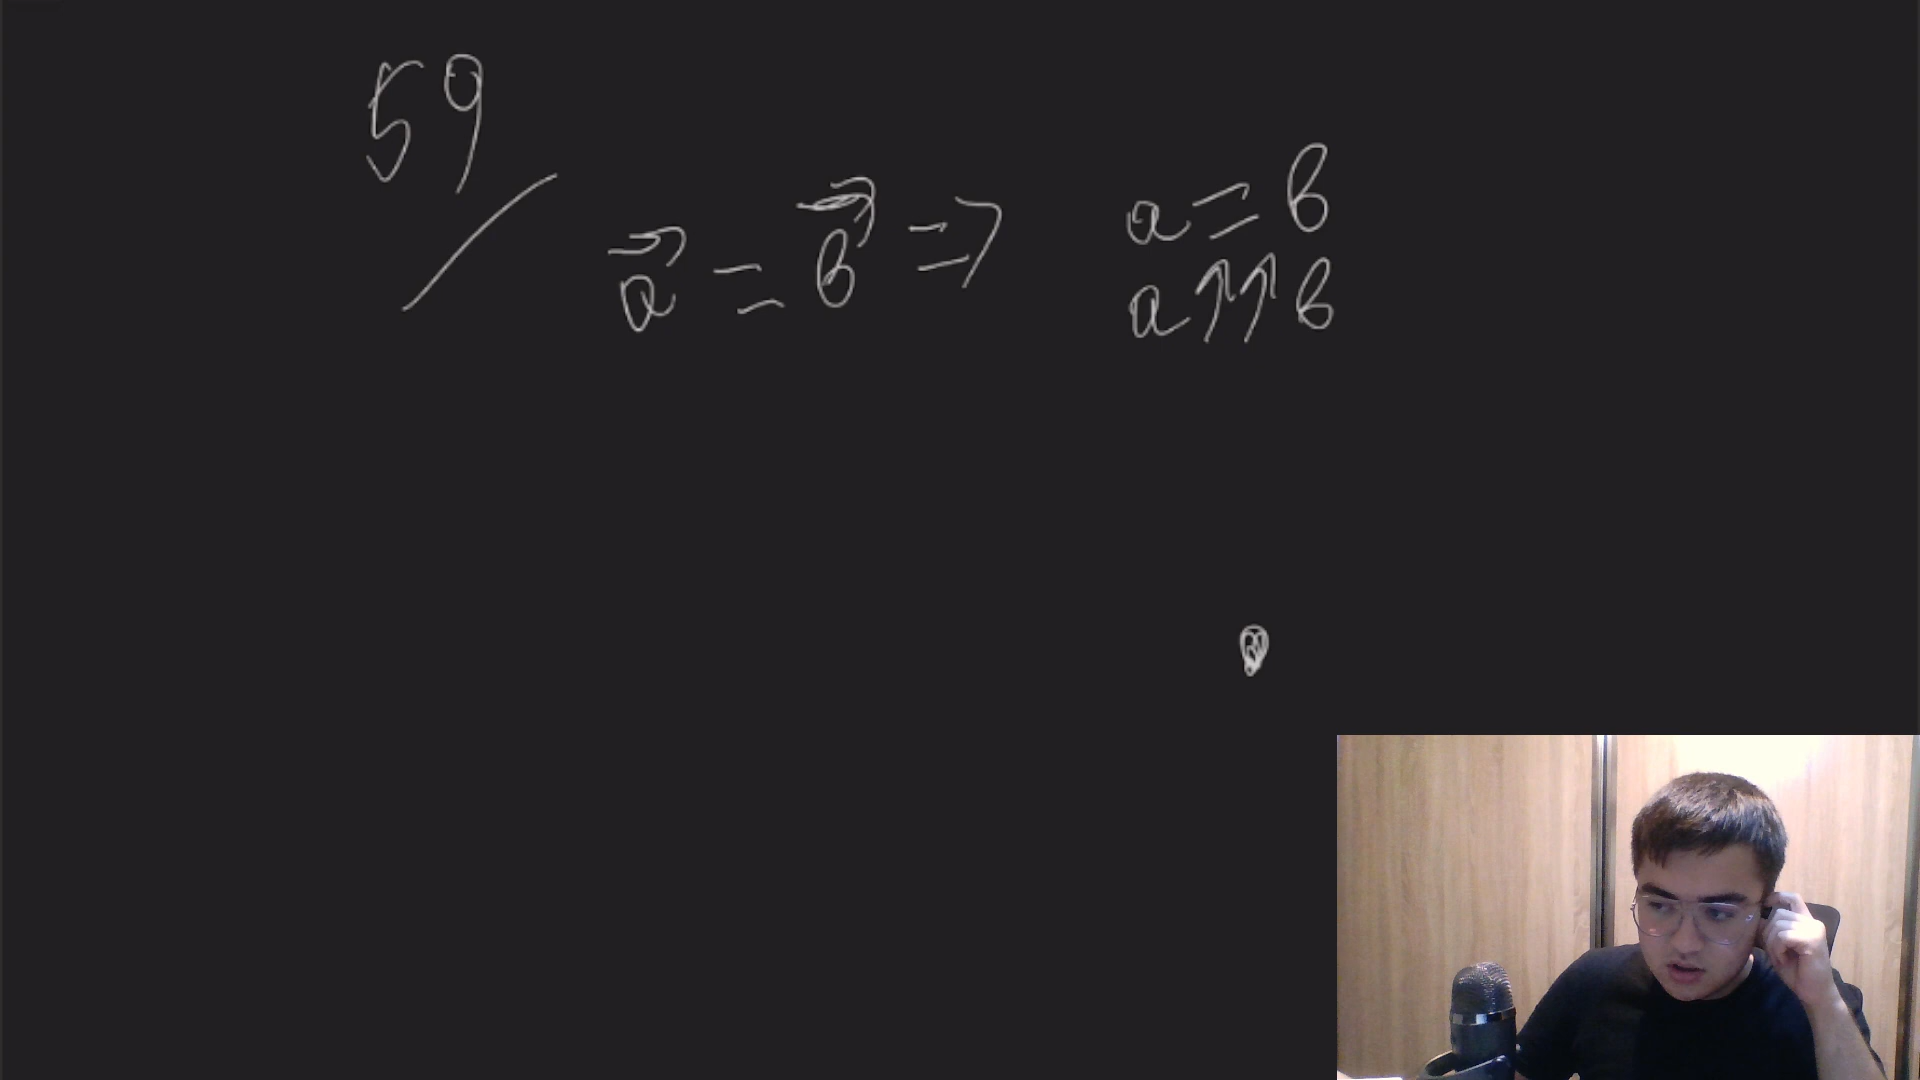 59
a⃗ = b⃗ =>
a = b
a↑↑b